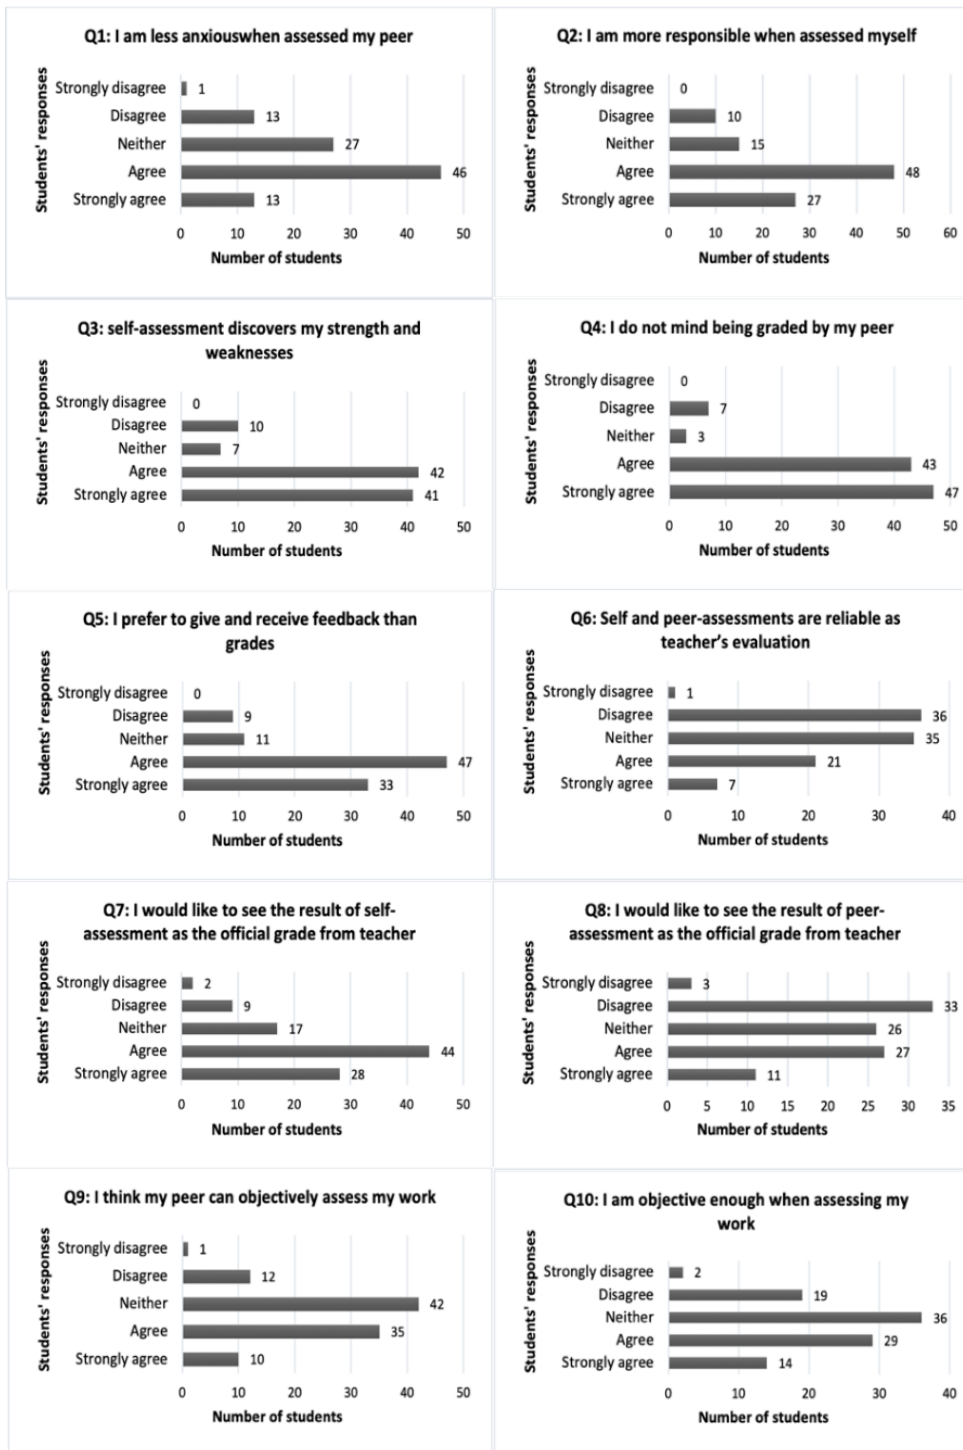 Q1: I am less anxiouswhen assessed my peer
Students' responses
Strongly disagree 1
Disagree 13
Neither 27
Agree 46
Strongly agree 13
0 10 20 30 40 50
Number of students
Q2: I am more responsible when assessed myself
Students' responses
Strongly disagree 0
Disagree 10
Neither 15
Agree 48
Strongly agree 27
0 10 20 30 40 50 60
Number of students
Q3: self-assessment discovers my strength and
weaknesses
Students' responses
Strongly disagree 0
Disagree 10
Neither 7
Agree 42
Strongly agree 41
0 10 20 30 40 50
Number of students
Q4: I do not mind being graded by my peer
Students' responses
Strongly disagree 0
Disagree 7
Neither 3
Agree 43
Strongly agree 47
0 10 20 30 40 50
Number of students
Q5: I prefer to give and receive feedback than
grades
Students' responses
Strongly disagree 0
Disagree 9
Neither 11
Agree 47
Strongly agree 33
0 10 20 30 40 50
Number of students
Q6: Self and peer-assessments are reliable as
teacher’s evaluation
Students' responses
Strongly disagree 1
Disagree 36
Neither 35
Agree 21
Strongly agree 7
0 10 20 30 40
Number of students
Q7: I would like to see the result of self-
assessment as the official grade from teacher
Students' responses
Strongly disagree 2
Disagree 9
Neither 17
Agree 44
Strongly agree 28
0 10 20 30 40 50
Number of students
Q8: I would like to see the result of peer-
assessment as the official grade from teacher
Students' responses
Strongly disagree 3
Disagree 33
Neither 26
Agree 27
Strongly agree 11
0 5 10 15 20 25 30 35
Number of students
Q9: I think my peer can objectively assess my work
Students' responses
Strongly disagree 1
Disagree 12
Neither 42
Agree 35
Strongly agree 10
0 10 20 30 40 50
Number of students
Q10: I am objective enough when assessing my
work
Students' responses
Strongly disagree 2
Disagree 19
Neither 36
Agree 29
Strongly agree 14
0 10 20 30 40
Number of students